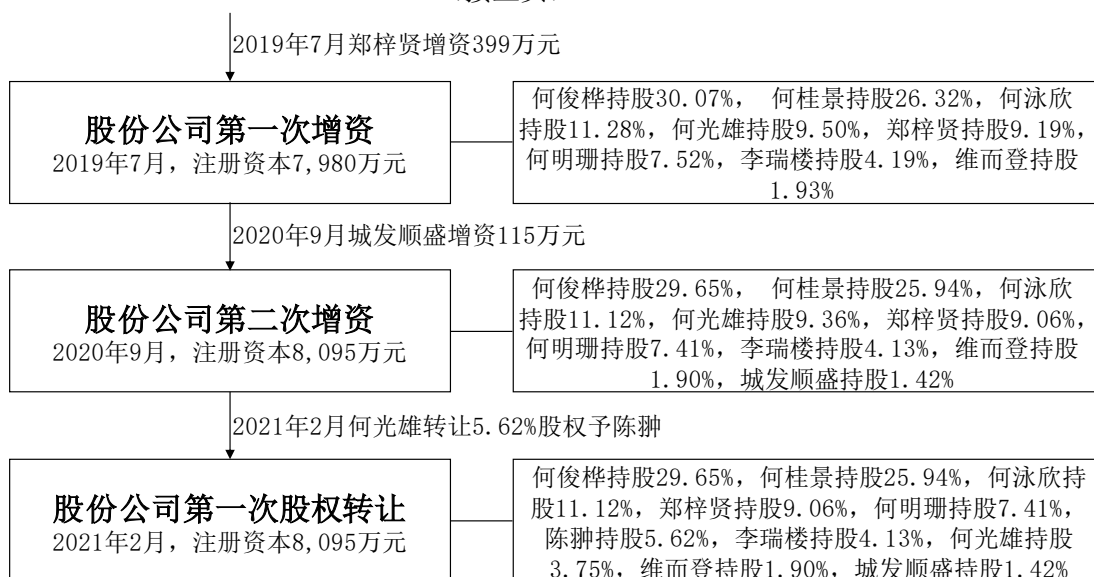 2019年7月郑梓贤增资399万元
股份公司第一次增资
2019年7月，注册资本7,980万元
何俊桦持股30.07%， 何桂景持股26.32%，何泳欣
持股11.28%，何光雄持股9.50%，郑梓贤持股9.19%，
何明珊持股7.52%，李瑞楼持股4.19%，维而登持股
1.93%
2020年9月城发顺盛增资115万元
股份公司第二次增资
2020年9月，注册资本8,095万元
何俊桦持股29.65%， 何桂景持股25.94%，何泳欣
持股11.12%，何光雄持股9.36%，郑梓贤持股9.06%，
何明珊持股7.41%，李瑞楼持股4.13%，维而登持股
1.90%，城发顺盛持股1.42%
2021年2月何光雄转让5.62%股权予陈翀
股份公司第一次股权转让
2021年2月，注册资本8,095万元
何俊桦持股29.65%，何桂景持股25.94%，何泳欣持
股11.12%，郑梓贤持股9.06%，何明珊持股7.41%，
陈翀持股5.62%，李瑞楼持股4.13%，何光雄持股
3.75%，维而登持股1.90%，城发顺盛持股1.42%